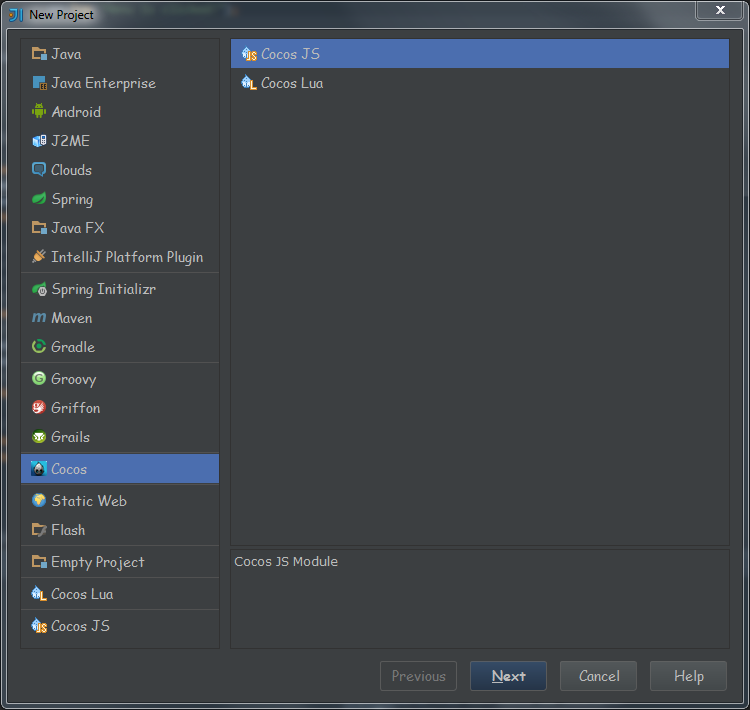 New Project
Java
Java Enterprise
Android
J2ME
Clouds
Spring
Java FX
IntelliJ Platform Plugin
Spring Initializr
Maven
Gradle
Groovy
Griffon
Grails
Cocos
Static Web
Flash
Empty Project
Cocos Lua
Cocos JS
Cocos JS
Cocos Lua
Cocos JS Module
Previous
Next
Cancel
Help